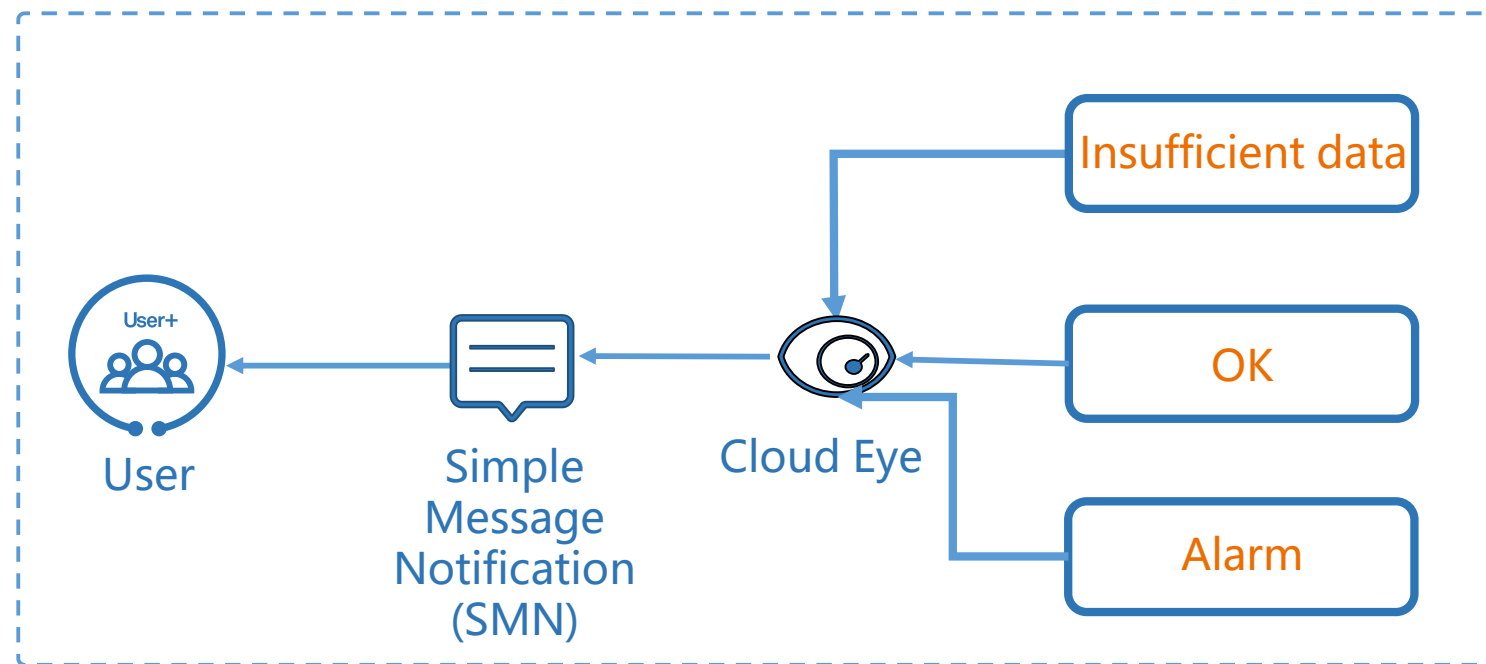 Insufficient data
User+
OK
User
Simple
Message
Notification
(SMN)
Cloud Eye
Alarm